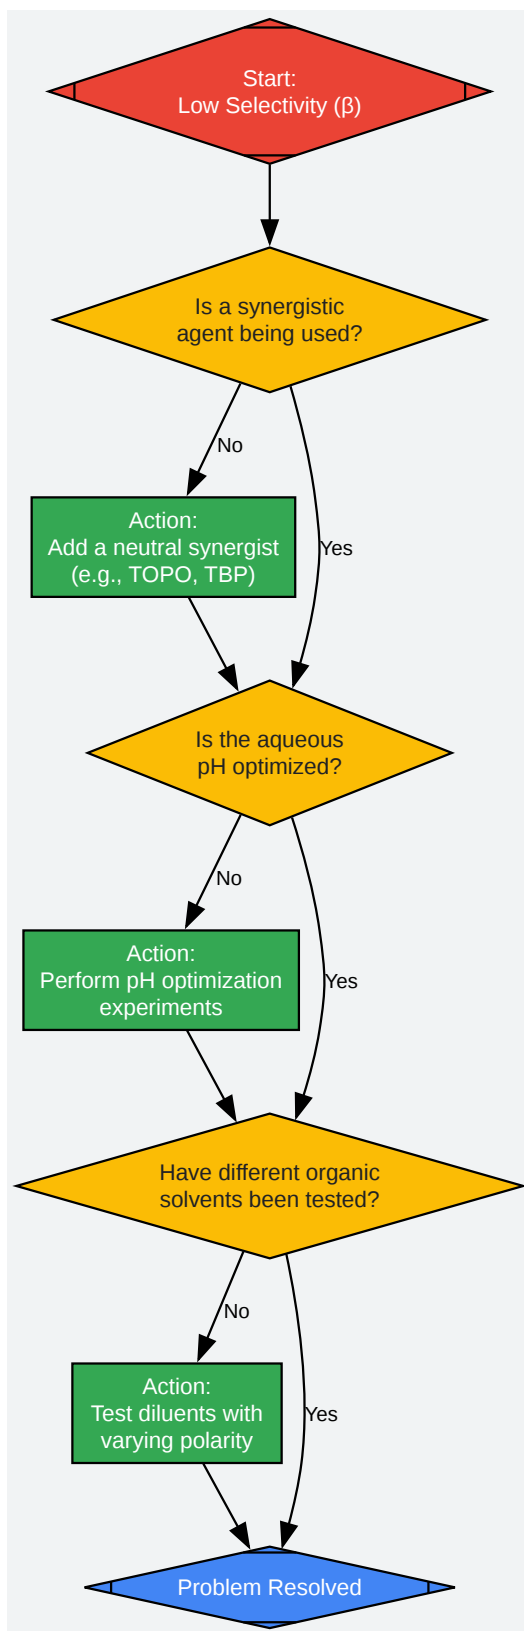 Start:
Low Selectivity (β)
Is a synergistic
agent being used?
No
Action:
Add a neutral synergist
(e.g., TOPO, TBP)
Yes
Is the aqueous
pH optimized?
No
Action:
Perform pH optimization
experiments
Yes
Have different organic
solvents been tested?
No
Action:
Test diluents with
varying polarity
Yes
Problem Resolved